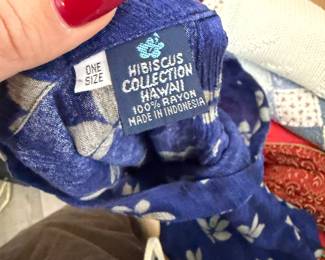 ONE
SIZE
HIBISCUS
COLLECTION
HAWAII
100% RAYON
MADE IN INDONESIA